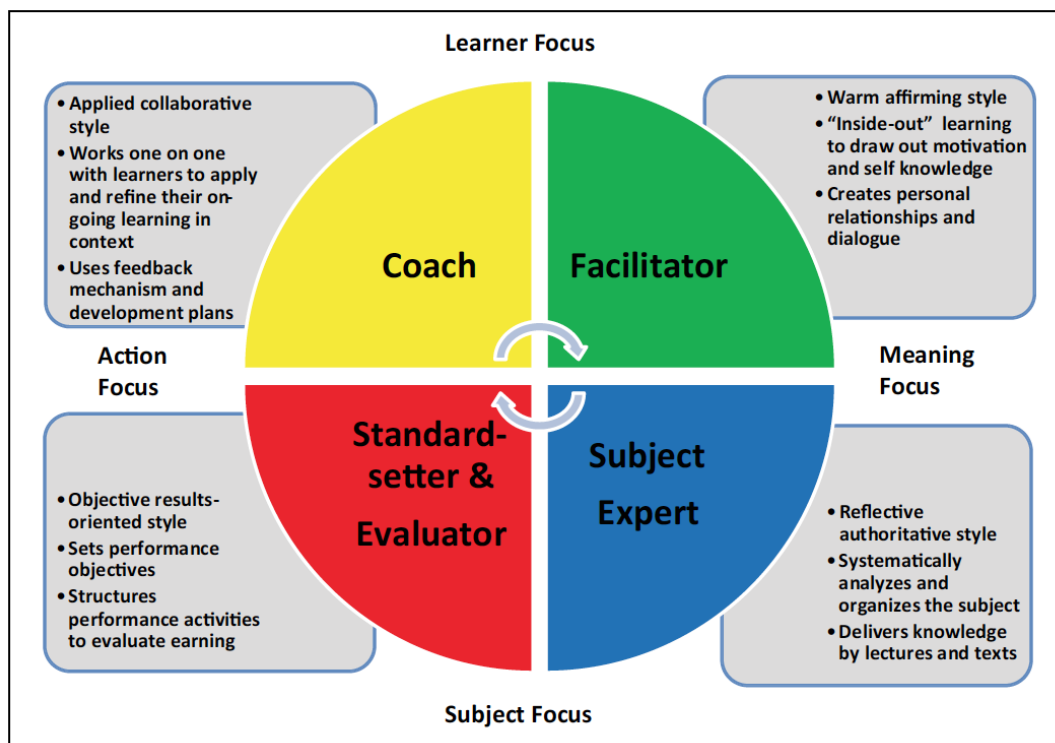 Learner Focus
• Applied collaborative
style
• Works one on one
with learners to apply
and refine their on-
going learning in
context
• Uses feedback
mechanism and
development plans
• Warm affirming style
• “Inside-out” learning
to draw out motivation
and self knowledge
• Creates personal
relationships and
dialogue
Coach
Facilitator
Action
Focus
Meaning
Focus
Standard-
setter &
Evaluator
Subject
Expert
• Objective results-
oriented style
• Sets performance
objectives
• Structures
performance activities
to evaluate earning
• Reflective
authoritative style
• Systematically
analyzes and
organizes the subject
• Delivers knowledge
by lectures and texts
Subject Focus